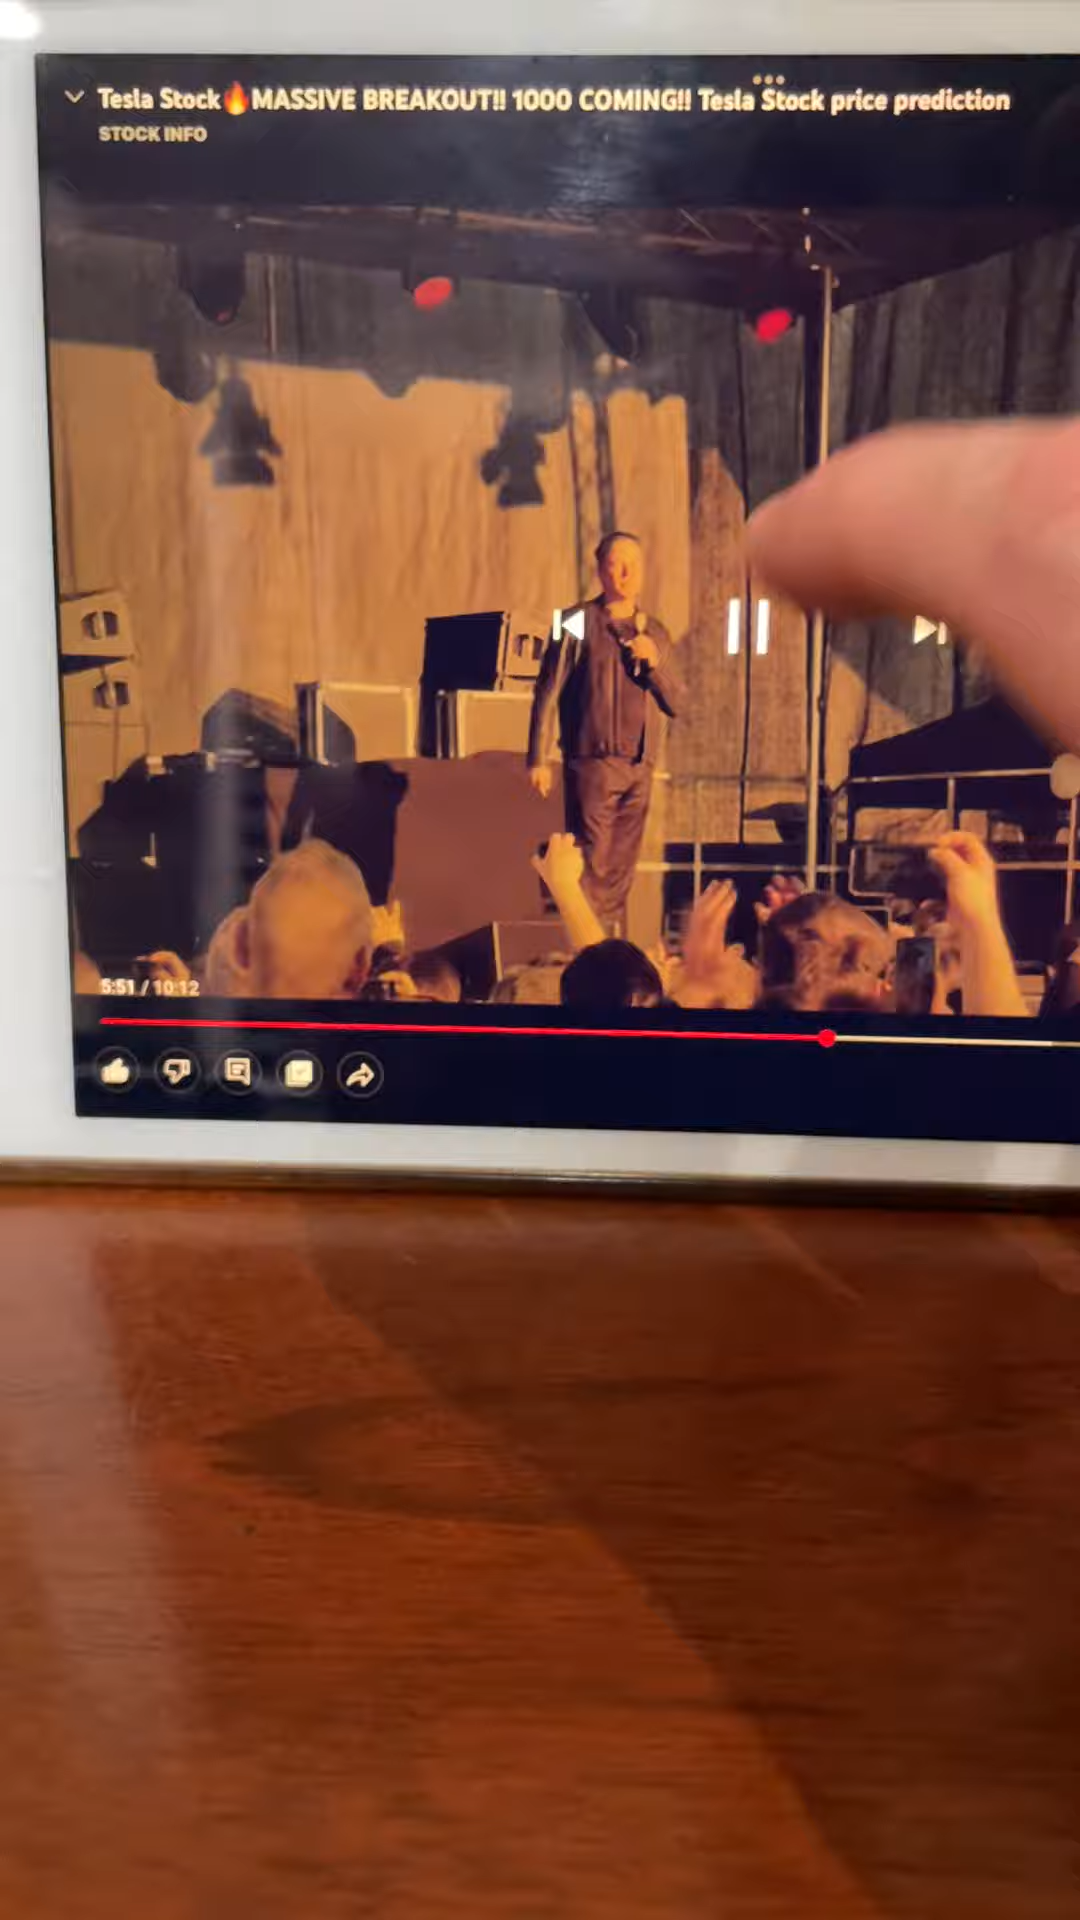 Tesla Stock🔥MASSIVE BREAKOUT!! 1000 COMING!! Tesla Stock price prediction
STOCK INFO
5:51 / 10:12